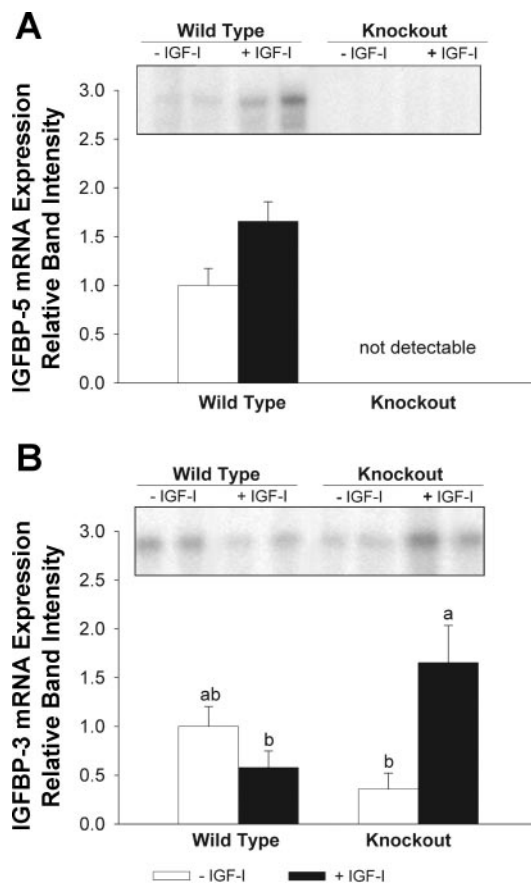 A
Wild Type Knockout
- IGF-I + IGF-I - IGF-I + IGF-I
IGFBP-5 mRNA Expression
Relative Band Intensity
3.0
2.5
2.0
1.5
1.0
0.5
0.0
not detectable
Wild Type Knockout
B
Wild Type Knockout
- IGF-I + IGF-I - IGF-I + IGF-I
IGFBP-3 mRNA Expression
Relative Band Intensity
3.0
2.5
2.0
1.5
1.0
0.5
0.0
ab
b
b
a
Wild Type Knockout
- IGF-I + IGF-I